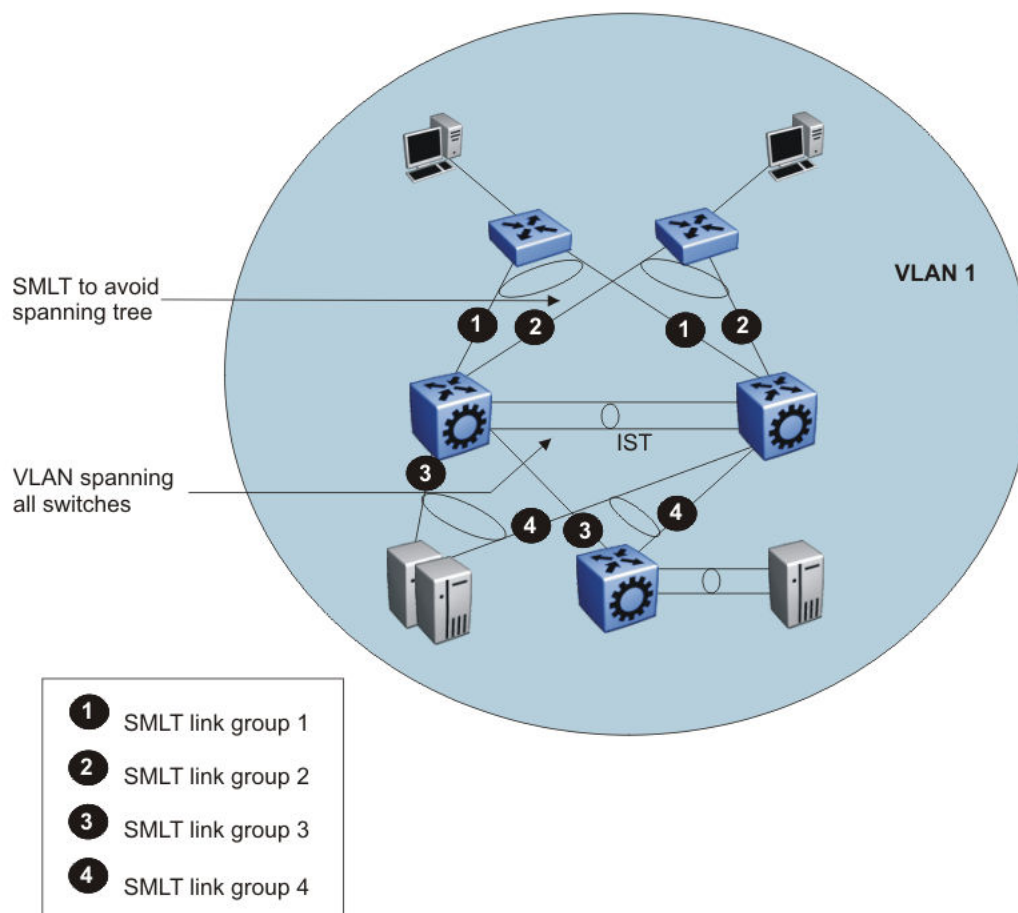 VLAN 1
SMLT to avoid
spanning tree
1
2
1
2
IST
3
VLAN spanning
all switches
4
3
4
1 SMLT link group 1
2 SMLT link group 2
3 SMLT link group 3
4 SMLT link group 4